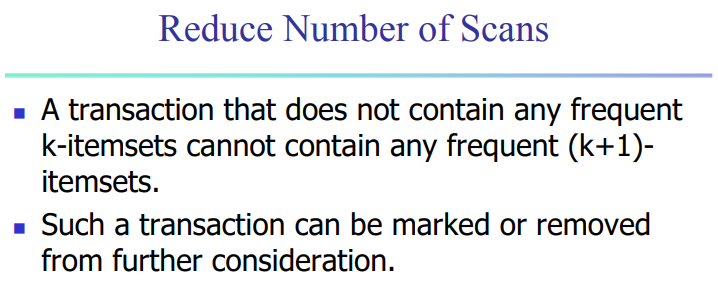 Reduce Number of Scans
A transaction that does not contain any frequent
k-itemsets cannot contain any frequent (k+1)-
itemsets.
Such a transaction can be marked or removed
from further consideration.